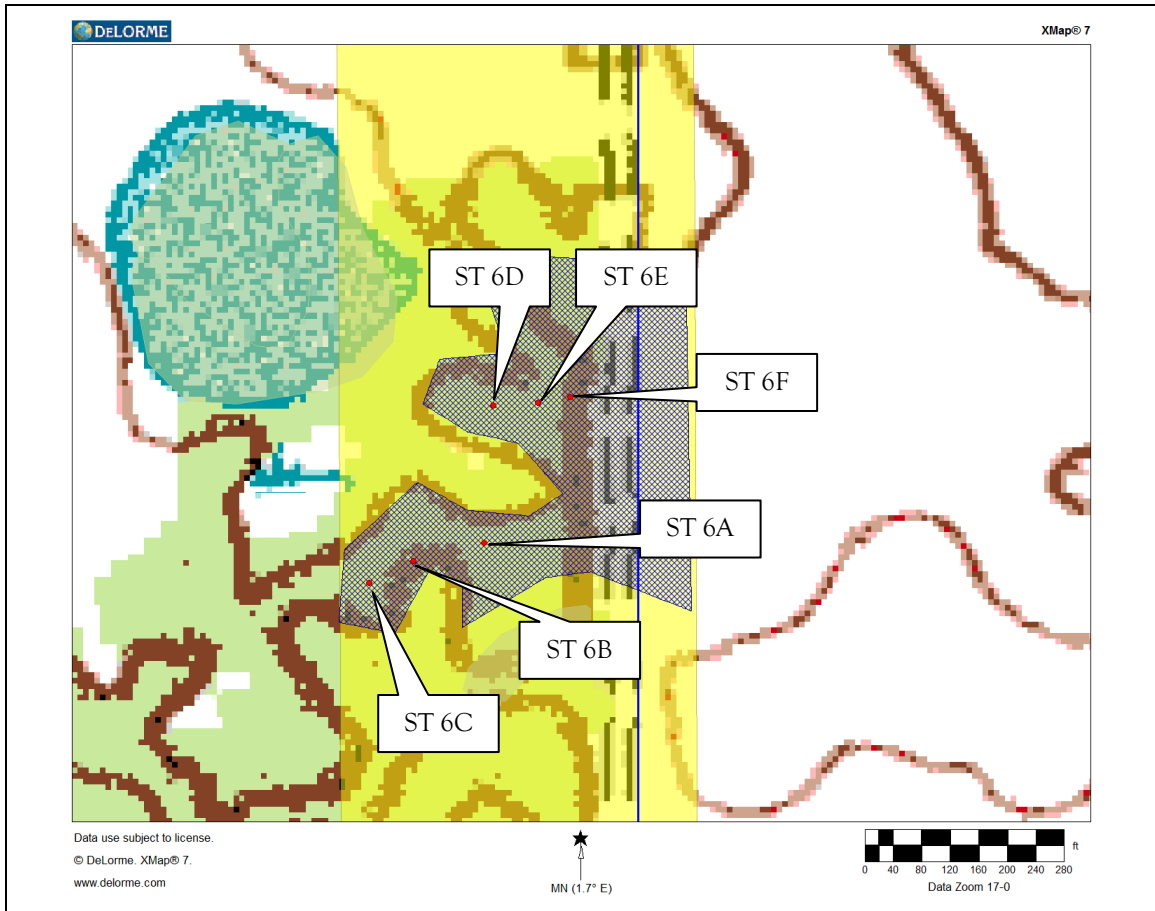 DELORME
XMap® 7
ST 6D
ST 6E
ST 6F
ST 6A
ST 6B
ST 6C
Data use subject to license.
© DeLorme. XMap® 7.
www.delorme.com
MN (1.7° E)
ft
0 40 80 120 160 200 240 280
Data Zoom 17-0